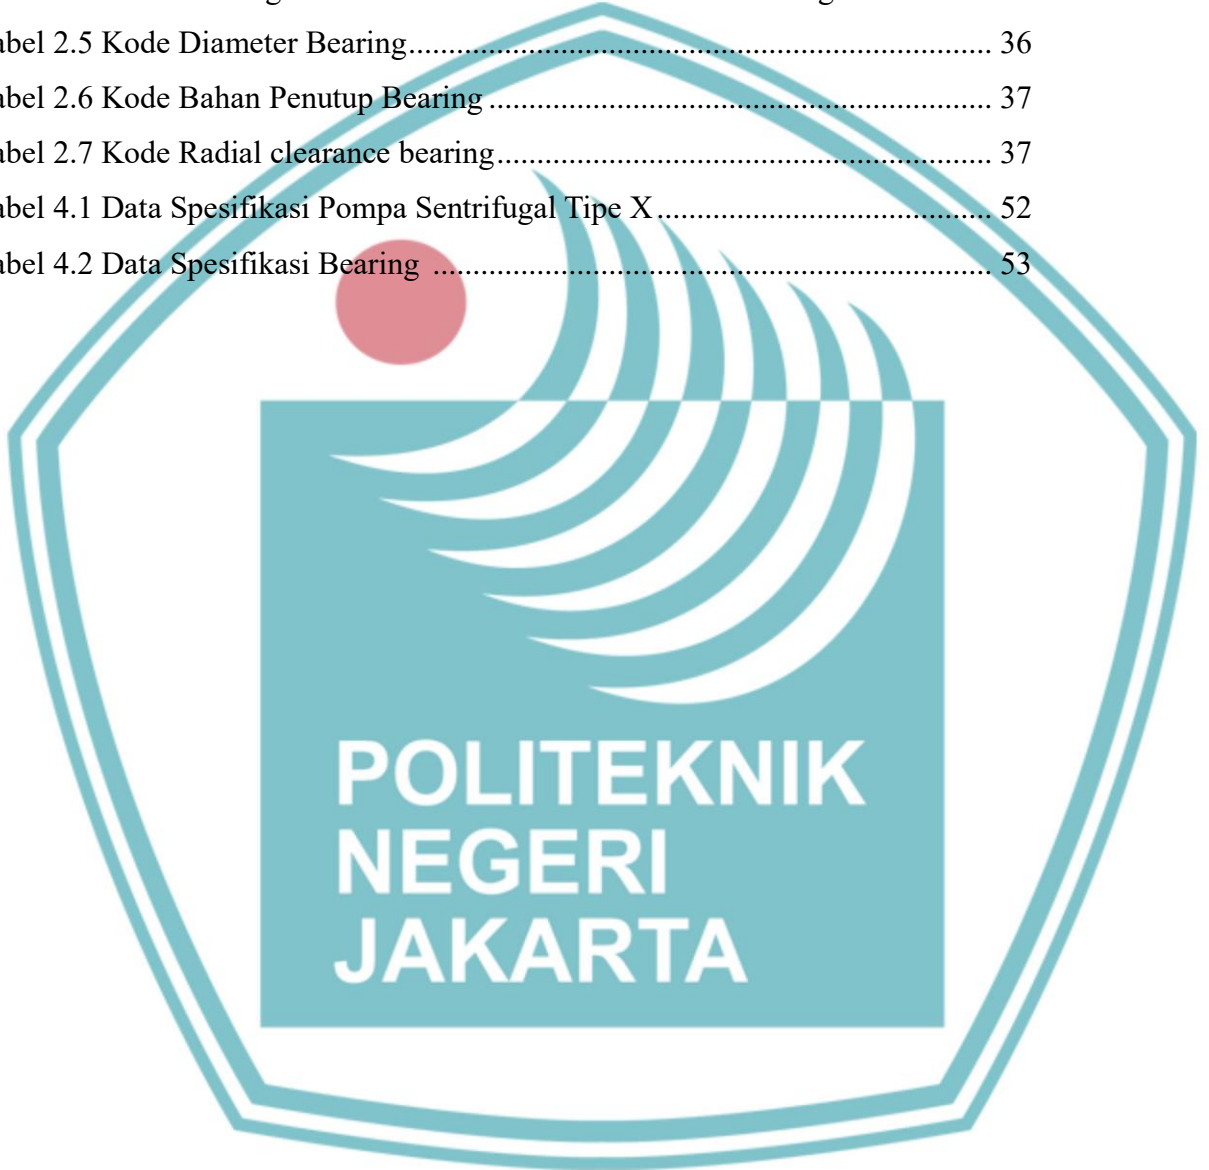 abel 2.5 Kode Diameter Bearing....................................................................... 36
abel 2.6 Kode Bahan Penutup Bearing ............................................................. 37
abel 2.7 Kode Radial clearance bearing............................................................ 37
abel 4.1 Data Spesifikasi Pompa Sentrifugal Tipe X ......................................... 52
abel 4.2 Data Spesifikasi Bearing .................................................................... 53
POLITEKNIK
NEGERI
JAKARTA